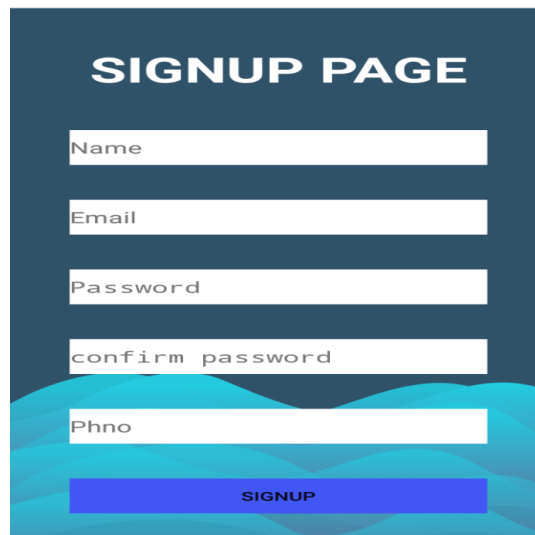 SIGNUP PAGE
Name
Email
Password
confirm password
Phno
SIGNUP